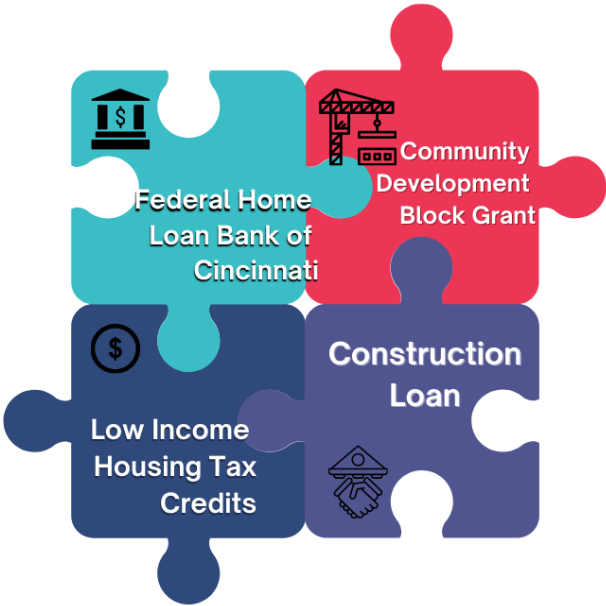 $
Federal Home
Loan Bank of
Cincinnati
Community
Development
Block Grant
$
Low Income
Housing Tax
Credits
Construction
Loan